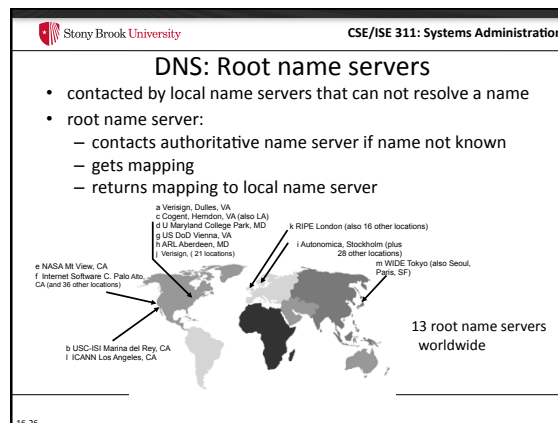 Stony Brook University
CSE/ISE 311: Systems Administration
DNS: Root name servers
• contacted by local name servers that can not resolve a name
• root name server:
– contacts authoritative name server if name not known
– gets mapping
– returns mapping to local name server
a Verisign, Dulles, VA
c Cogent, Herndon, VA (also LA)
d U Maryland College Park, MD
g US DoD Vienna, VA
h ARL Aberdeen, MD
j Verisign, ( 21 locations)
k RIPE London (also 16 other locations)
i Autonomica, Stockholm (plus
28 other locations)
m WIDE Tokyo (also Seoul,
Paris, SF)
e NASA Mt View, CA
f Internet Software C. Palo Alto,
CA (and 36 other locations)
b USC-ISI Marina del Rey, CA
l ICANN Los Angeles, CA
13 root name servers
worldwide